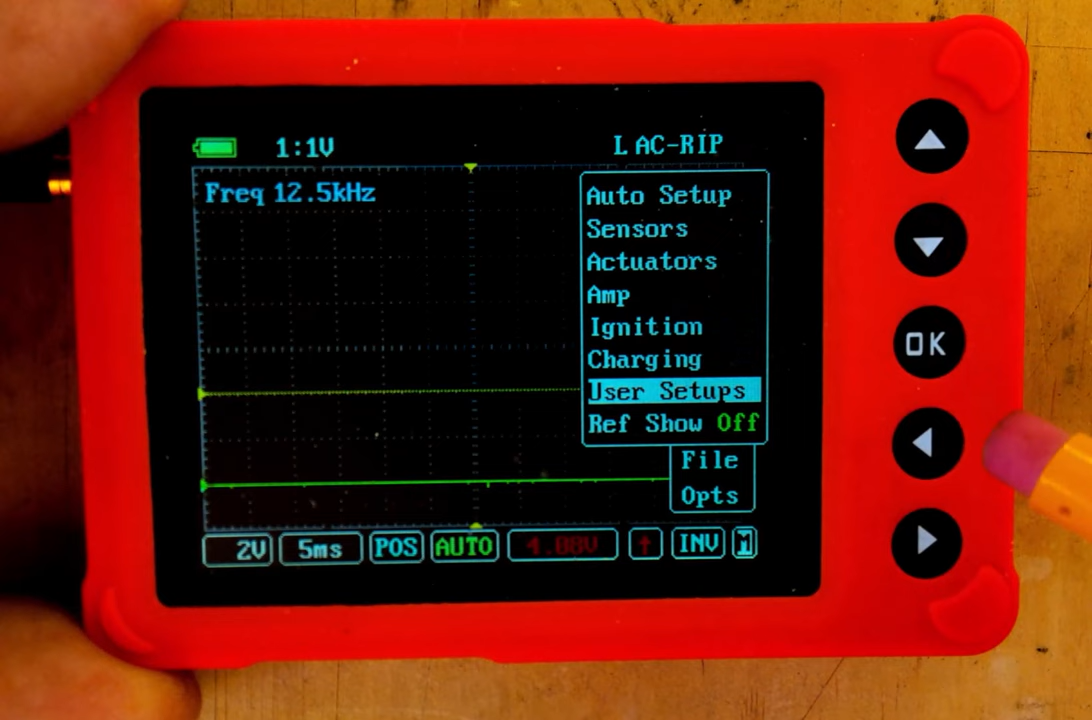 1:1V L AC-RIP
Freq 12.5kHz
Auto Setup
Sensors
Actuators
Amp
Ignition
Charging
User Setups
Ref Show Off
File
Opts
2V 5ms POS AUTO 4.08V ↑ INV M
OK